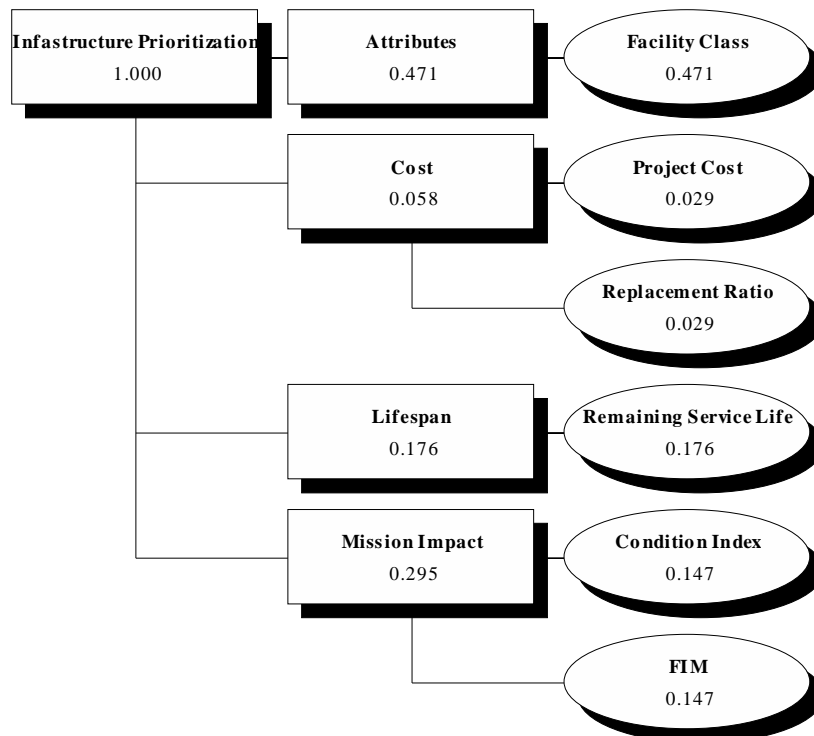 Infastructure Prioritization
1.000
Attributes
0.471
Facility Class
0.471
Cost
0.058
Project Cost
0.029
Replacement Ratio
0.029
Lifespan
0.176
Remaining Service Life
0.176
Mission Impact
0.295
Condition Index
0.147
FIM
0.147